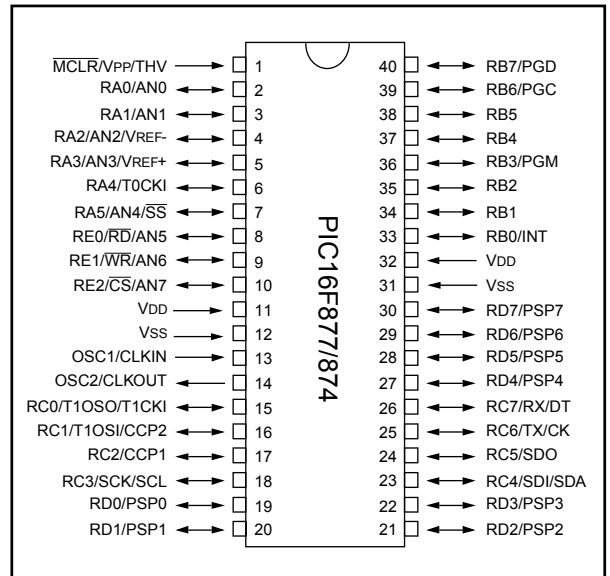 MCLR/VPP/THV 1
RA0/AN0 2
RA1/AN1 3
RA2/AN2/VREF- 4
RA3/AN3/VREF+ 5
RA4/T0CKI 6
RA5/AN4/SS 7
RE0/RD/AN5 8
RE1/WR/AN6 9
RE2/CS/AN7 10
VDD 11
VSS 12
OSC1/CLKIN 13
OSC2/CLKOUT 14
RC0/T1OSO/T1CKI 15
RC1/T1OSI/CCP2 16
RC2/CCP1 17
RC3/SCK/SCL 18
RD0/PSP0 19
RD1/PSP1 20
PIC16F877/874
40 RB7/PGD
39 RB6/PGC
38 RB5
37 RB4
36 RB3/PGM
35 RB2
34 RB1
33 RB0/INT
32 VDD
31 VSS
30 RD7/PSP7
29 RD6/PSP6
28 RD5/PSP5
27 RD4/PSP4
26 RC7/RX/DT
25 RC6/TX/CK
24 RC5/SDO
23 RC4/SDI/SDA
22 RD3/PSP3
21 RD2/PSP2